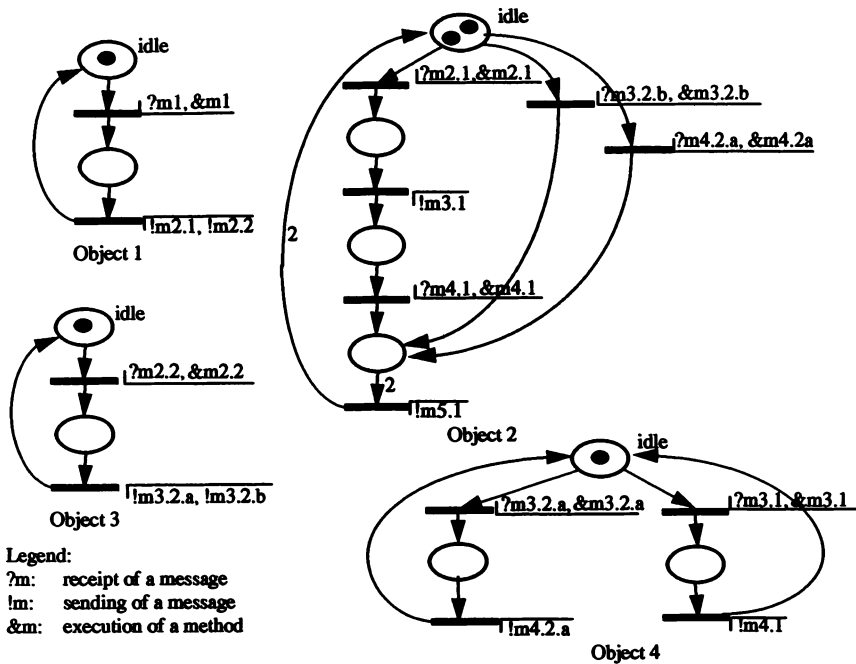 idle
?m1, &m1
!m2.1, !m2.2
Object 1
idle
?m2.1,&m2.1
?m3.2.b, &m3.2.b
?m4.2.a, &m4.2a
!m3.1
2
?m4.1, &m4.1
2
!m5.1
Object 2
idle
?m2.2, &m2.2
!m3.2.a, !m3.2.b
Object 3
idle
?m3.2.a, &m3.2.a
?m3.1, &m3.1
!m4.2.a
!m4.1
Object 4
Legend:
?m: receipt of a message
!m: sending of a message
&m: execution of a method